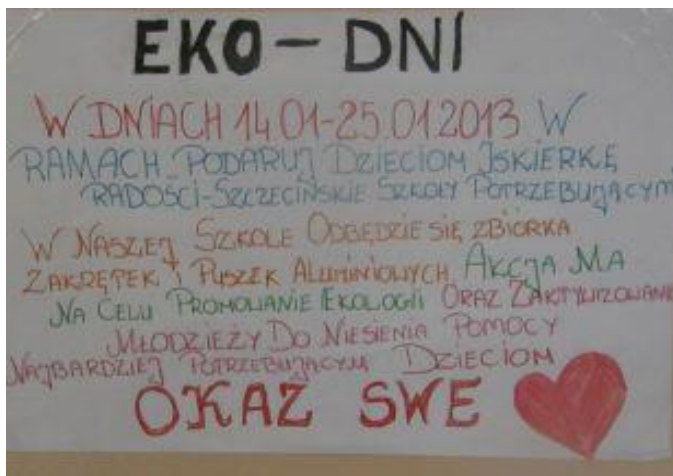 EKO - DNI
W DNIACH 14.01-25.01.2013 W
RAMACH PODARUJ DZIECIOM ISKIERKĘ
RADOŚCI-SZCZECIŃSKIE SZKOŁY POTRZEBUJĄCYM
W NASZEJ SZKOLE ODBĘDZIE SIĘ ZBIÓRKA
ZAKRĘTEK I PUSZEK ALUMINIOWYCH AKCJA MA
NA CELU PROMOWANIE EKOLOGII ORAZ ZAKTYWIZOWANIE
MŁODZIEŻY DO NIESIENIA POMOCY
NAJBARDZIEJ POTRZEBUJĄCYM DZIECIOM
OKAŻ SWE